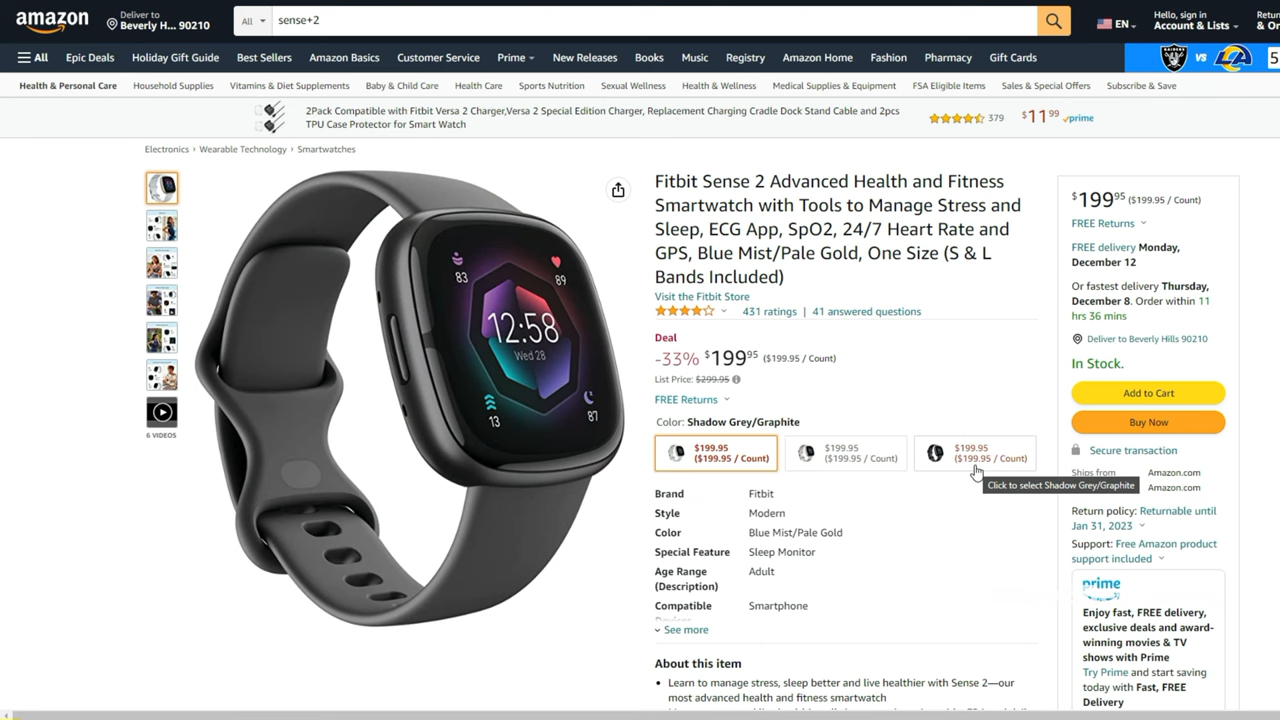 amazon
Deliver to
Beverly H... 90210
All
sense+2
EN
Hello, sign in
Account & Lists
Return
& Or
All
Epic Deals
Holiday Gift Guide
Best Sellers
Amazon Basics
Customer Service
Prime
New Releases
Books
Music
Registry
Amazon Home
Fashion
Pharmacy
Gift Cards
RAIDERS
VS
5
Health & Personal Care
Household Supplies
Vitamins & Diet Supplements
Baby & Child Care
Health Care
Sports Nutrition
Sexual Wellness
Health & Wellness
Medical Supplies & Equipment
FSA Eligible Items
Sales & Special Offers
Subscribe & Save
2Pack Compatible with Fitbit Versa 2 Charger,Versa 2 Special Edition Charger, Replacement Charging Cradle Dock Stand Cable and 2pcs
TPU Case Protector for Smart Watch
379
$11 99 prime
Electronics › Wearable Technology › Smartwatches
6 VIDEOS
83
89
12:58
Wed 28
13
87
Fitbit Sense 2 Advanced Health and Fitness
Smartwatch with Tools to Manage Stress and
Sleep, ECG App, SpO2, 24/7 Heart Rate and
GPS, Blue Mist/Pale Gold, One Size (S & L
Bands Included)
Visit the Fitbit Store
431 ratings | 41 answered questions
Deal
-33% $199 95 ($199.95 / Count)
List Price: $299.95
FREE Returns
Color: Shadow Grey/Graphite
$199.95
($199.95 / Count)
$199.95
($199.95 / Count)
$199.95
($199.95 / Count)
Click to select Shadow Grey/Graphite
Brand Fitbit
Style Modern
Color Blue Mist/Pale Gold
Special Feature Sleep Monitor
Age Range Adult
(Description)
Compatible Smartphone
Devices
See more
About this item
• Learn to manage stress, sleep better and live healthier with Sense 2—our
most advanced health and fitness smartwatch
$199 95 ($199.95 / Count)
FREE Returns
FREE delivery Monday,
December 12
Or fastest delivery Thursday,
December 8. Order within 11
hrs 36 mins
Deliver to Beverly Hills 90210
In Stock.
Add to Cart
Buy Now
Secure transaction
Ships from Amazon.com
Amazon.com
Return policy: Returnable until
Jan 31, 2023
Support: Free Amazon product
support included
prime
Enjoy fast, FREE delivery,
exclusive deals and award-
winning movies & TV
shows with Prime
Try Prime and start saving
today with Fast, FREE
Delivery